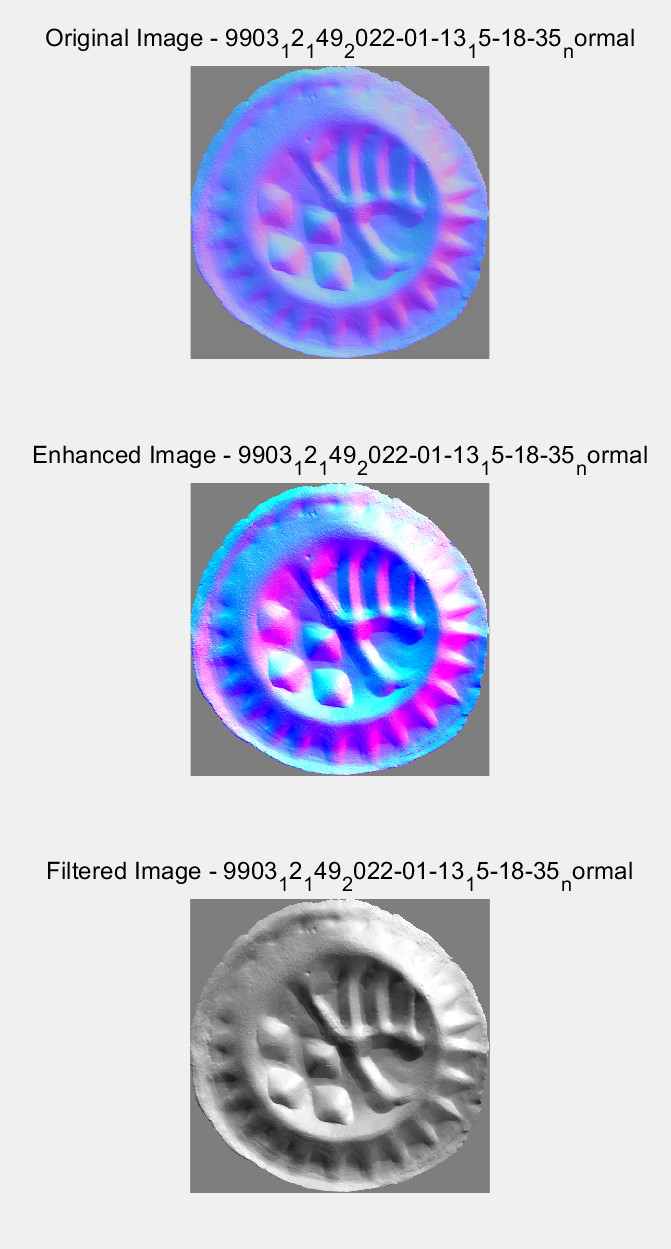 Original Image - 9903₁2₁49₂022-01-13₁5-18-35ₙormal
Enhanced Image - 9903₁2₁49₂022-01-13₁5-18-35ₙormal
Filtered Image - 9903₁2₁49₂022-01-13₁5-18-35ₙormal